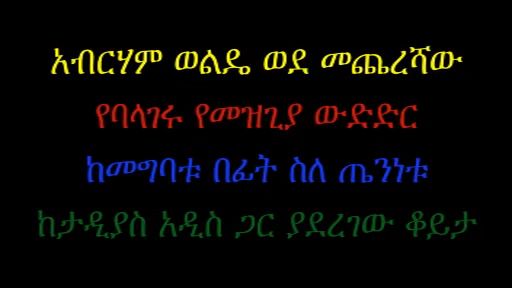 አብርሃም ወልዴ ወደ መጨረሻው
የባላገሩ የመዝጊያ ውድድር
ከመግባቱ በፊት ስለ ጤንነቱ
ከታዲያስ አዲስ ጋር ያደረገው ቆይታ